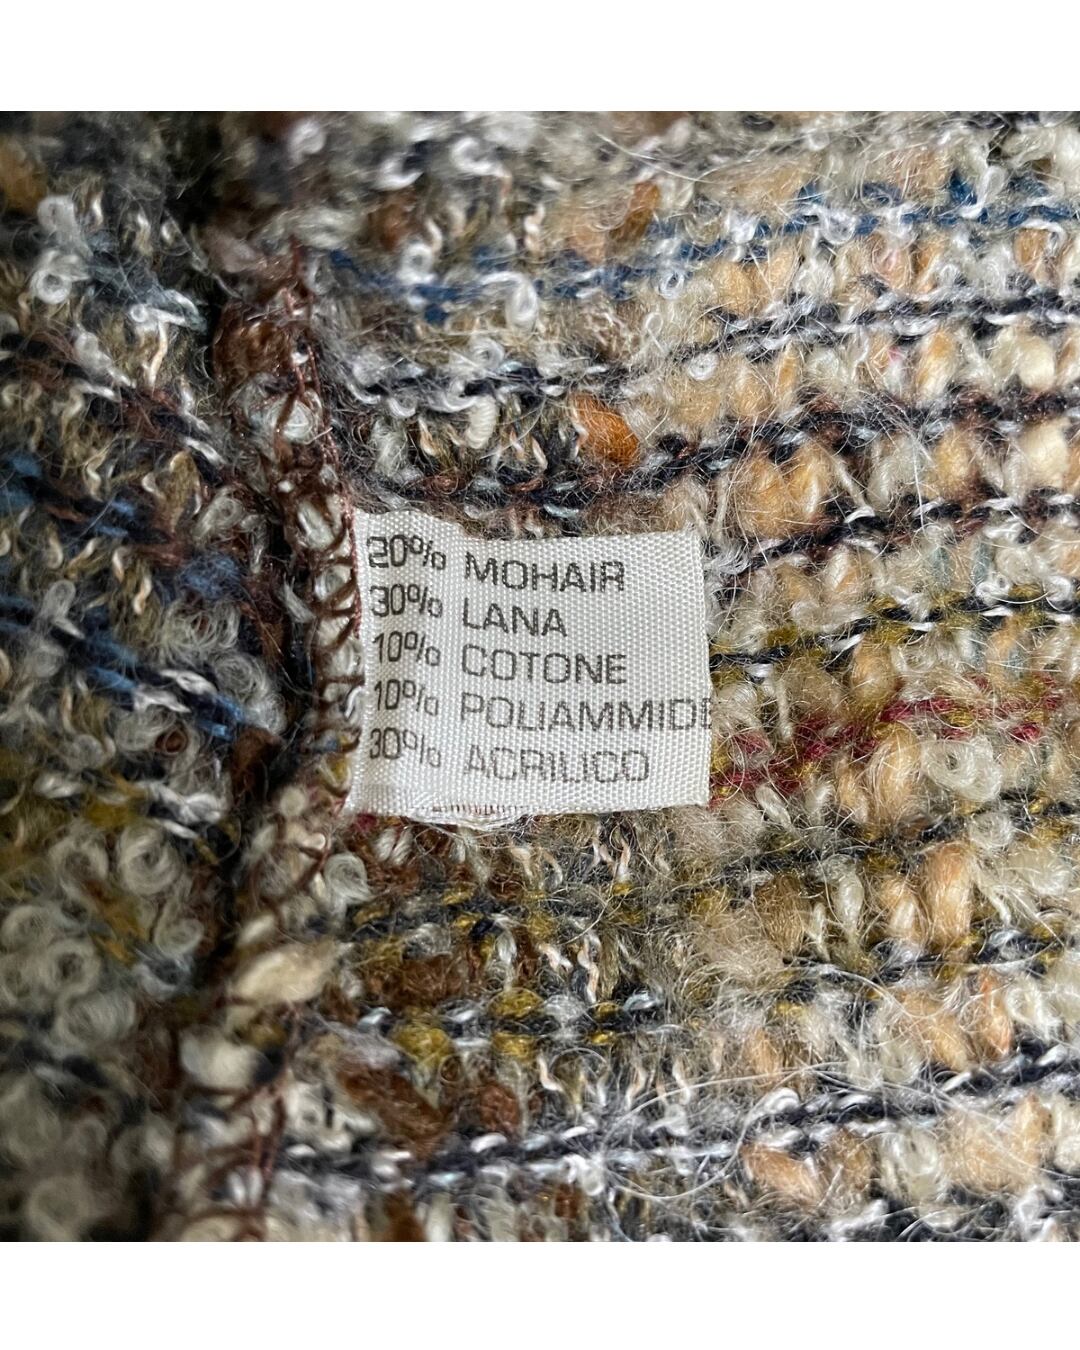 20% MOHAIR
30% LANA
10% COTONE
10% POLIAMMIDE
30% ACRILICO